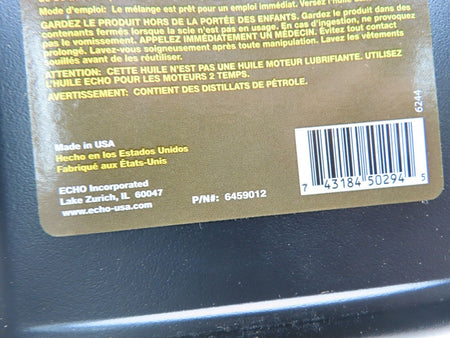 Mode d'emploi: Le mélange est prêt pour un emploi immédiat. Versez l'huile
GARDEZ LE PRODUIT HORS DE LA PORTÉE DES ENFANTS. Gardez le produit dans des
contenants fermés lorsque la scie n'est pas en usage. En cas d'ingestion, ne provoquez
pas le vomissement. APPELEZ IMMÉDIATEMENT UN MÉDECIN. Évitez tout contact
prolongé. Lavez-vous soigneusement après toute manipulation. Lavez les vêtements
souillés avant de les réutiliser.
ATTENTION: CETTE HUILE N'EST PAS UNE HUILE MOTEUR LUBRIFIANTE. UTILISEZ
L'HUILE ECHO POUR LES MOTEURS 2 TEMPS.
AVERTISSEMENT: CONTIENT DES DISTILLATS DE PÉTROLE.
6244
Made in USA
Hecho en los Estados Unidos
Fabriqué aux États-Unis
ECHO Incorporated
Lake Zurich, IL 60047
www.echo-usa.com
P/N#: 6459012
7 43184 50294 5